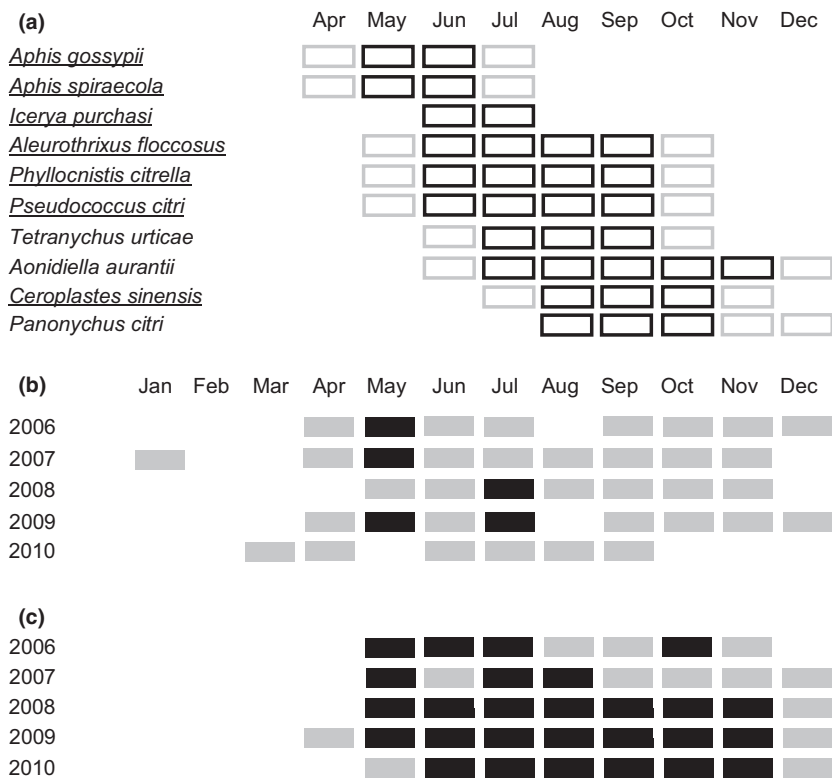 (a) Apr May Jun Jul Aug Sep Oct Nov Dec
Aphis gossypii
Aphis spiraecola
Icerya purchasi
Aleurothrixus floccosus
Phyllocnistis citrella
Pseudococcus citri
Tetranychus urticae
Aonidiella aurantii
Ceroplastes sinensis
Panonychus citri
(b) Jan Feb Mar Apr May Jun Jul Aug Sep Oct Nov Dec
2006
2007
2008
2009
2010
(c)
2006
2007
2008
2009
2010